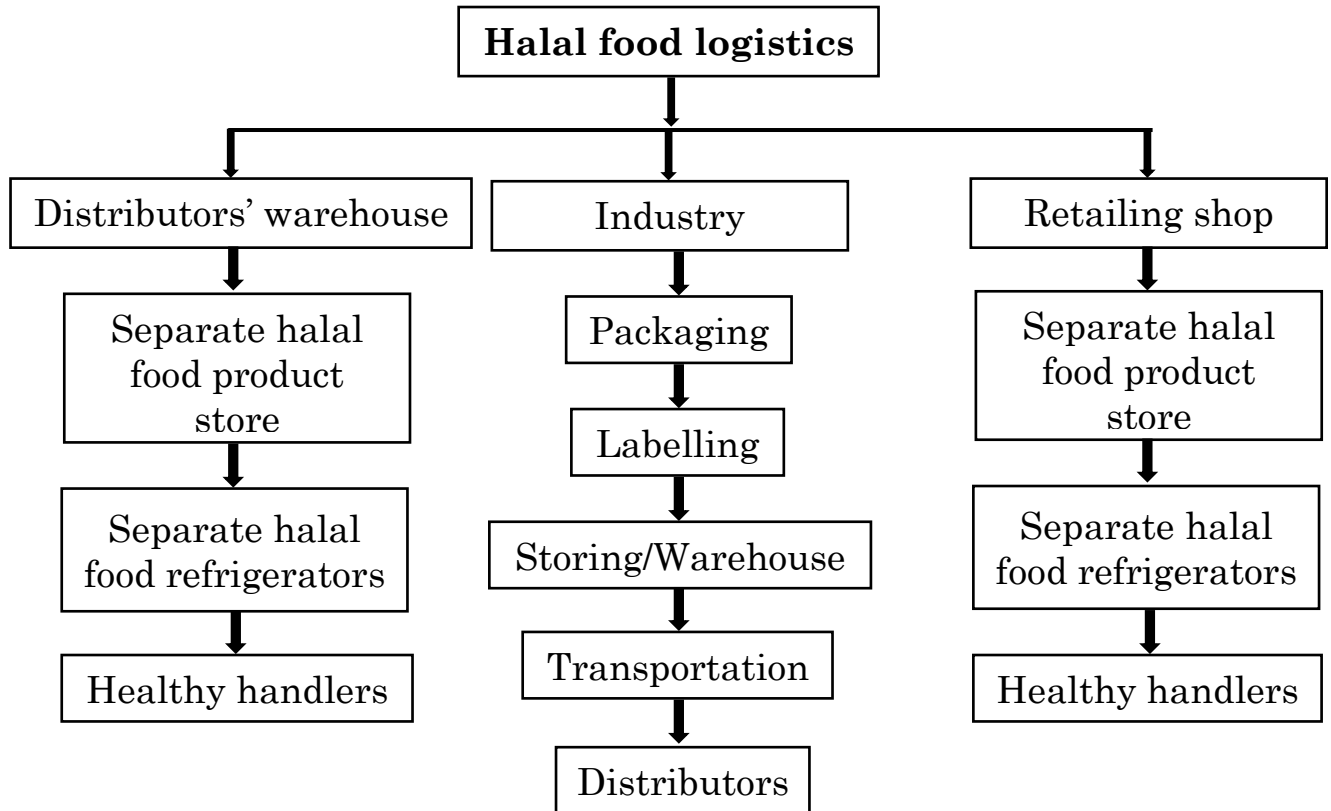 Halal food logistics
Distributors’ warehouse
Industry
Retailing shop
Separate halal
food product
store
Packaging
Separate halal
food product
store
Labelling
Separate halal
food refrigerators
Storing/Warehouse
Separate halal
food refrigerators
Healthy handlers
Transportation
Healthy handlers
Distributors